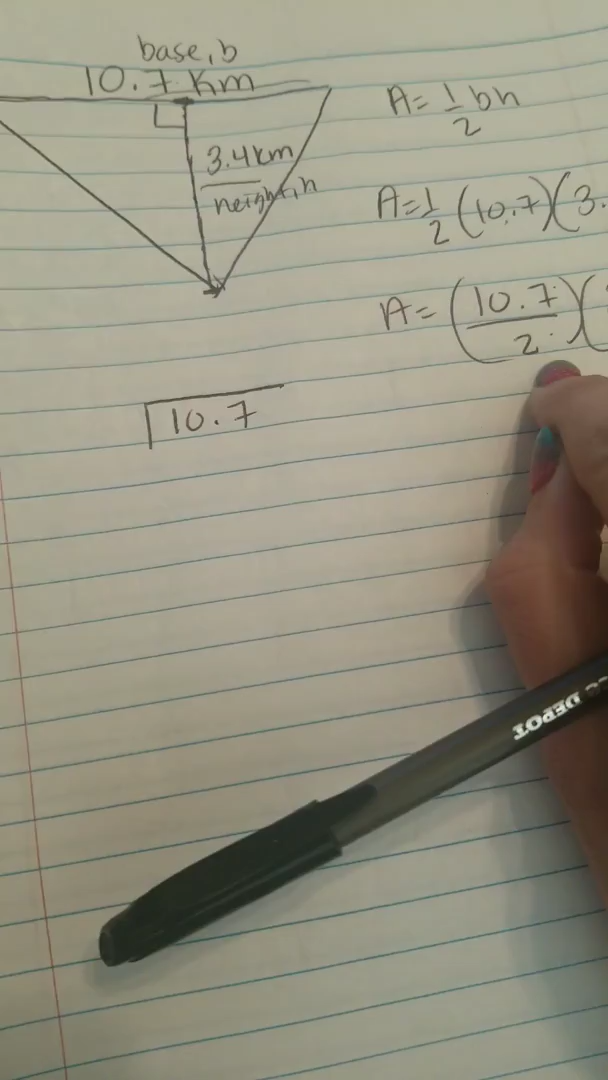 base, b
10.7 km
3.4 km
height, h
A = 1/2 bh
A = 1/2 (10.7)(3.
A = (10.7/2)(
10.7
DEPOT